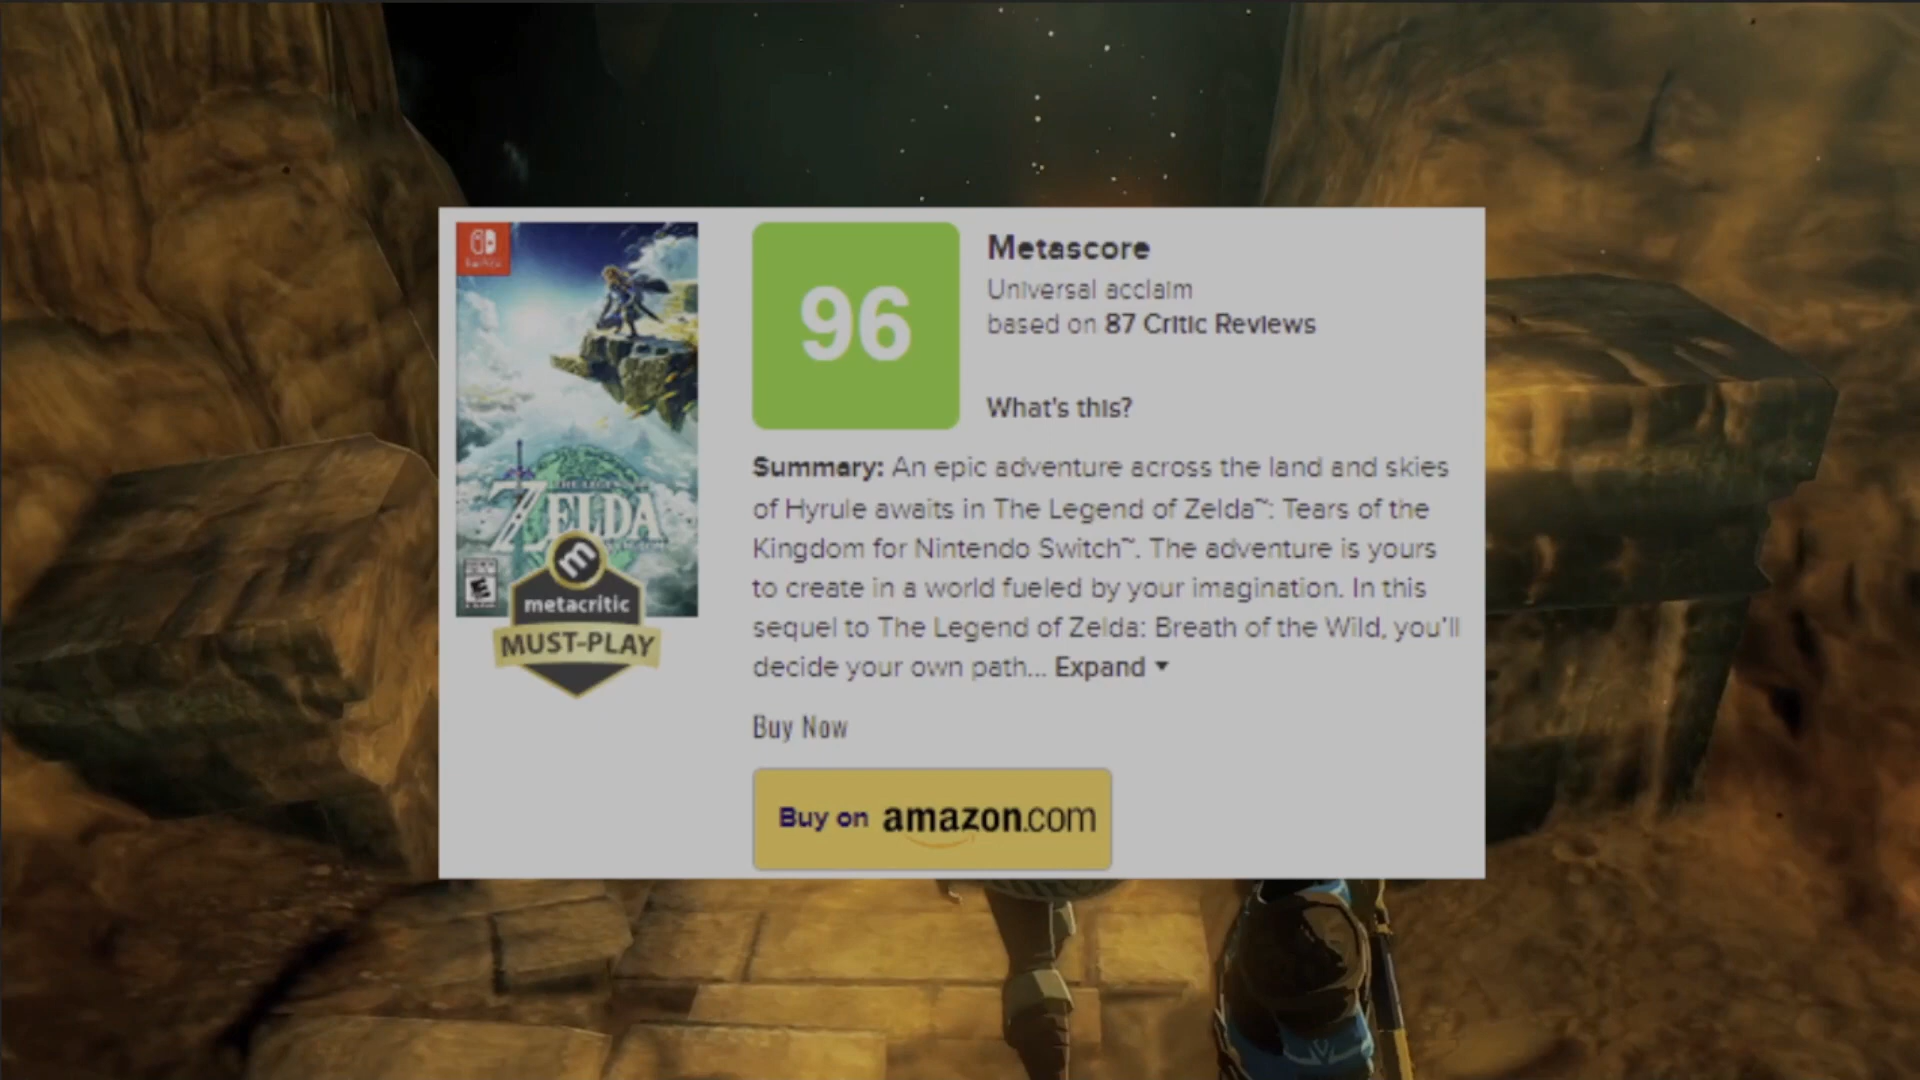 96
Metascore
Universal acclaim
based on 87 Critic Reviews
What's this?
Summary: An epic adventure across the land and skies
of Hyrule awaits in The Legend of Zelda™: Tears of the
Kingdom for Nintendo Switch™. The adventure is yours
to create in a world fueled by your imagination. In this
sequel to The Legend of Zelda: Breath of the Wild, you'll
decide your own path... Expand
Buy Now
Buy on amazon.com
THE LEGEND OF
ZELDA
E
m
metacritic
MUST-PLAY